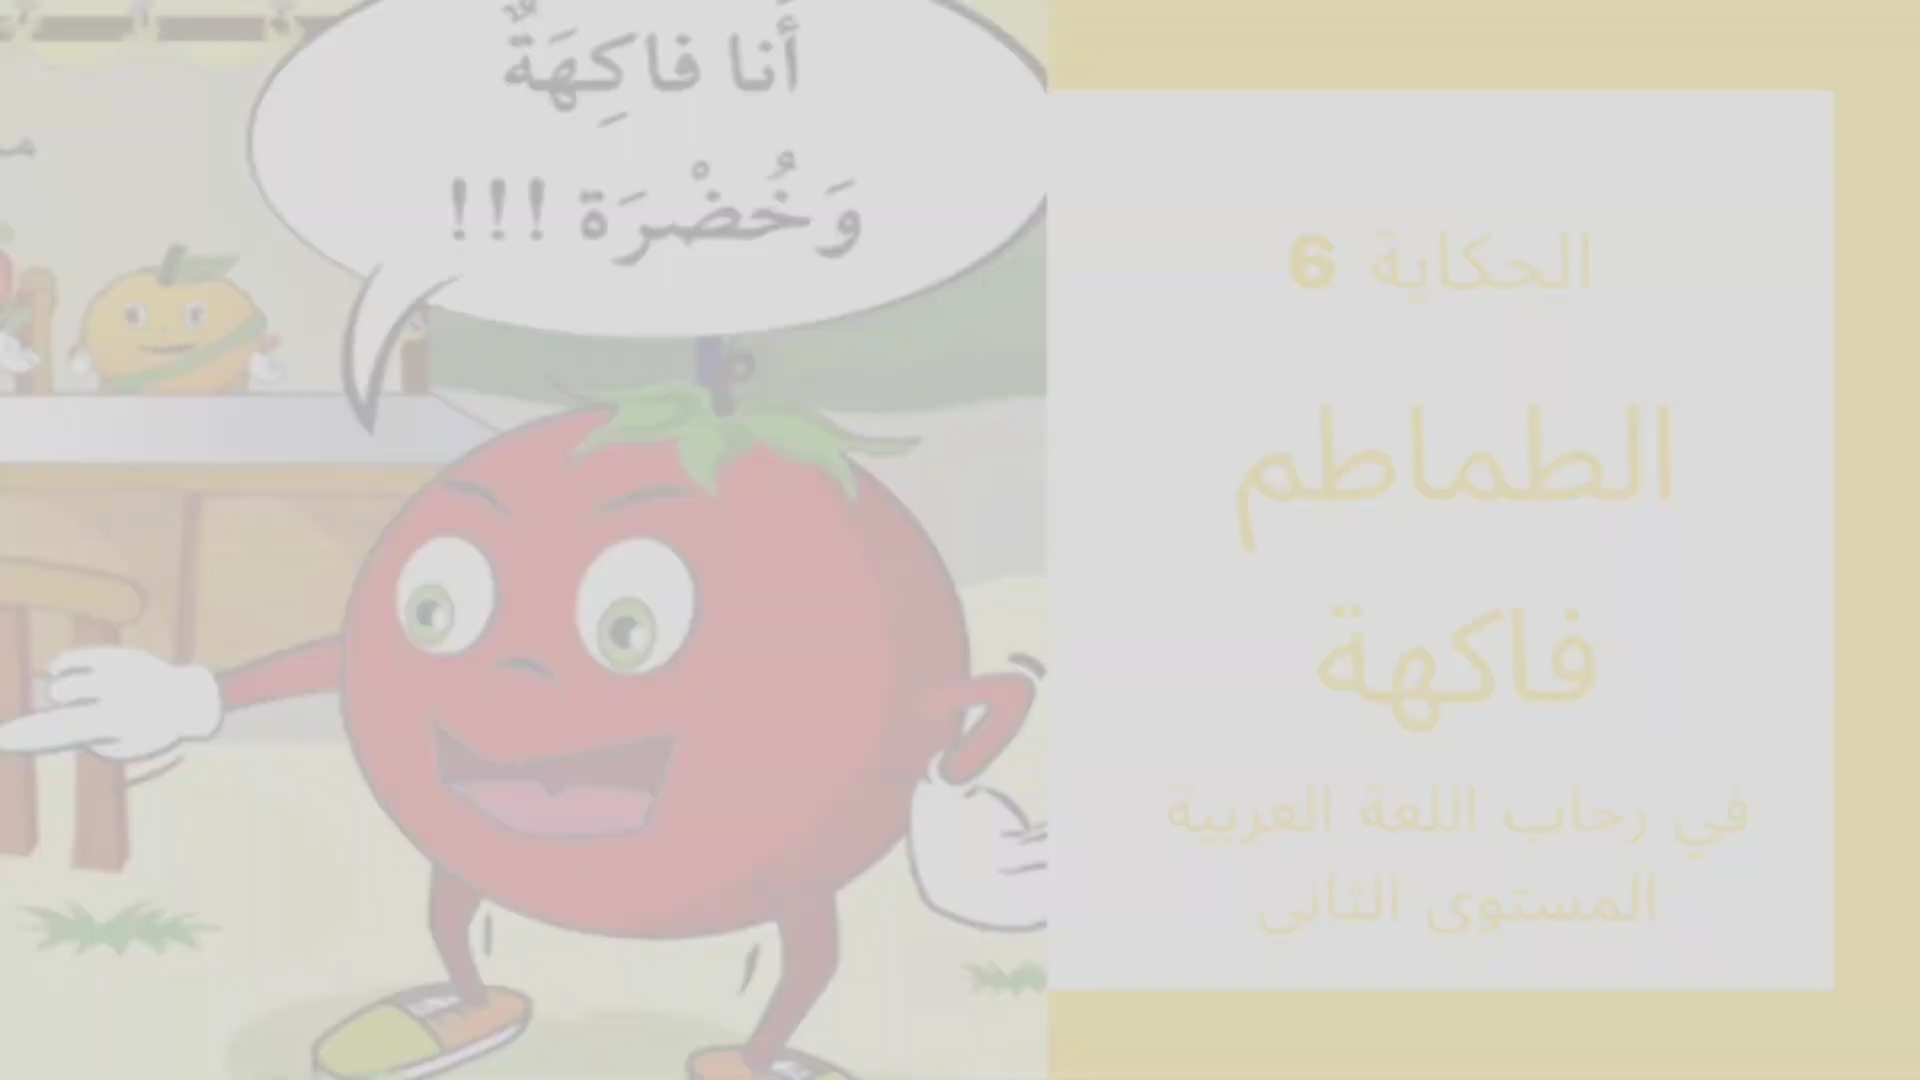 أَنا فاكِهَةٌ
وَخُضْرَة !!!
الحكاية 6
الطماطم
فاكهة
في رحاب اللغة العربية
المستوى الثاني